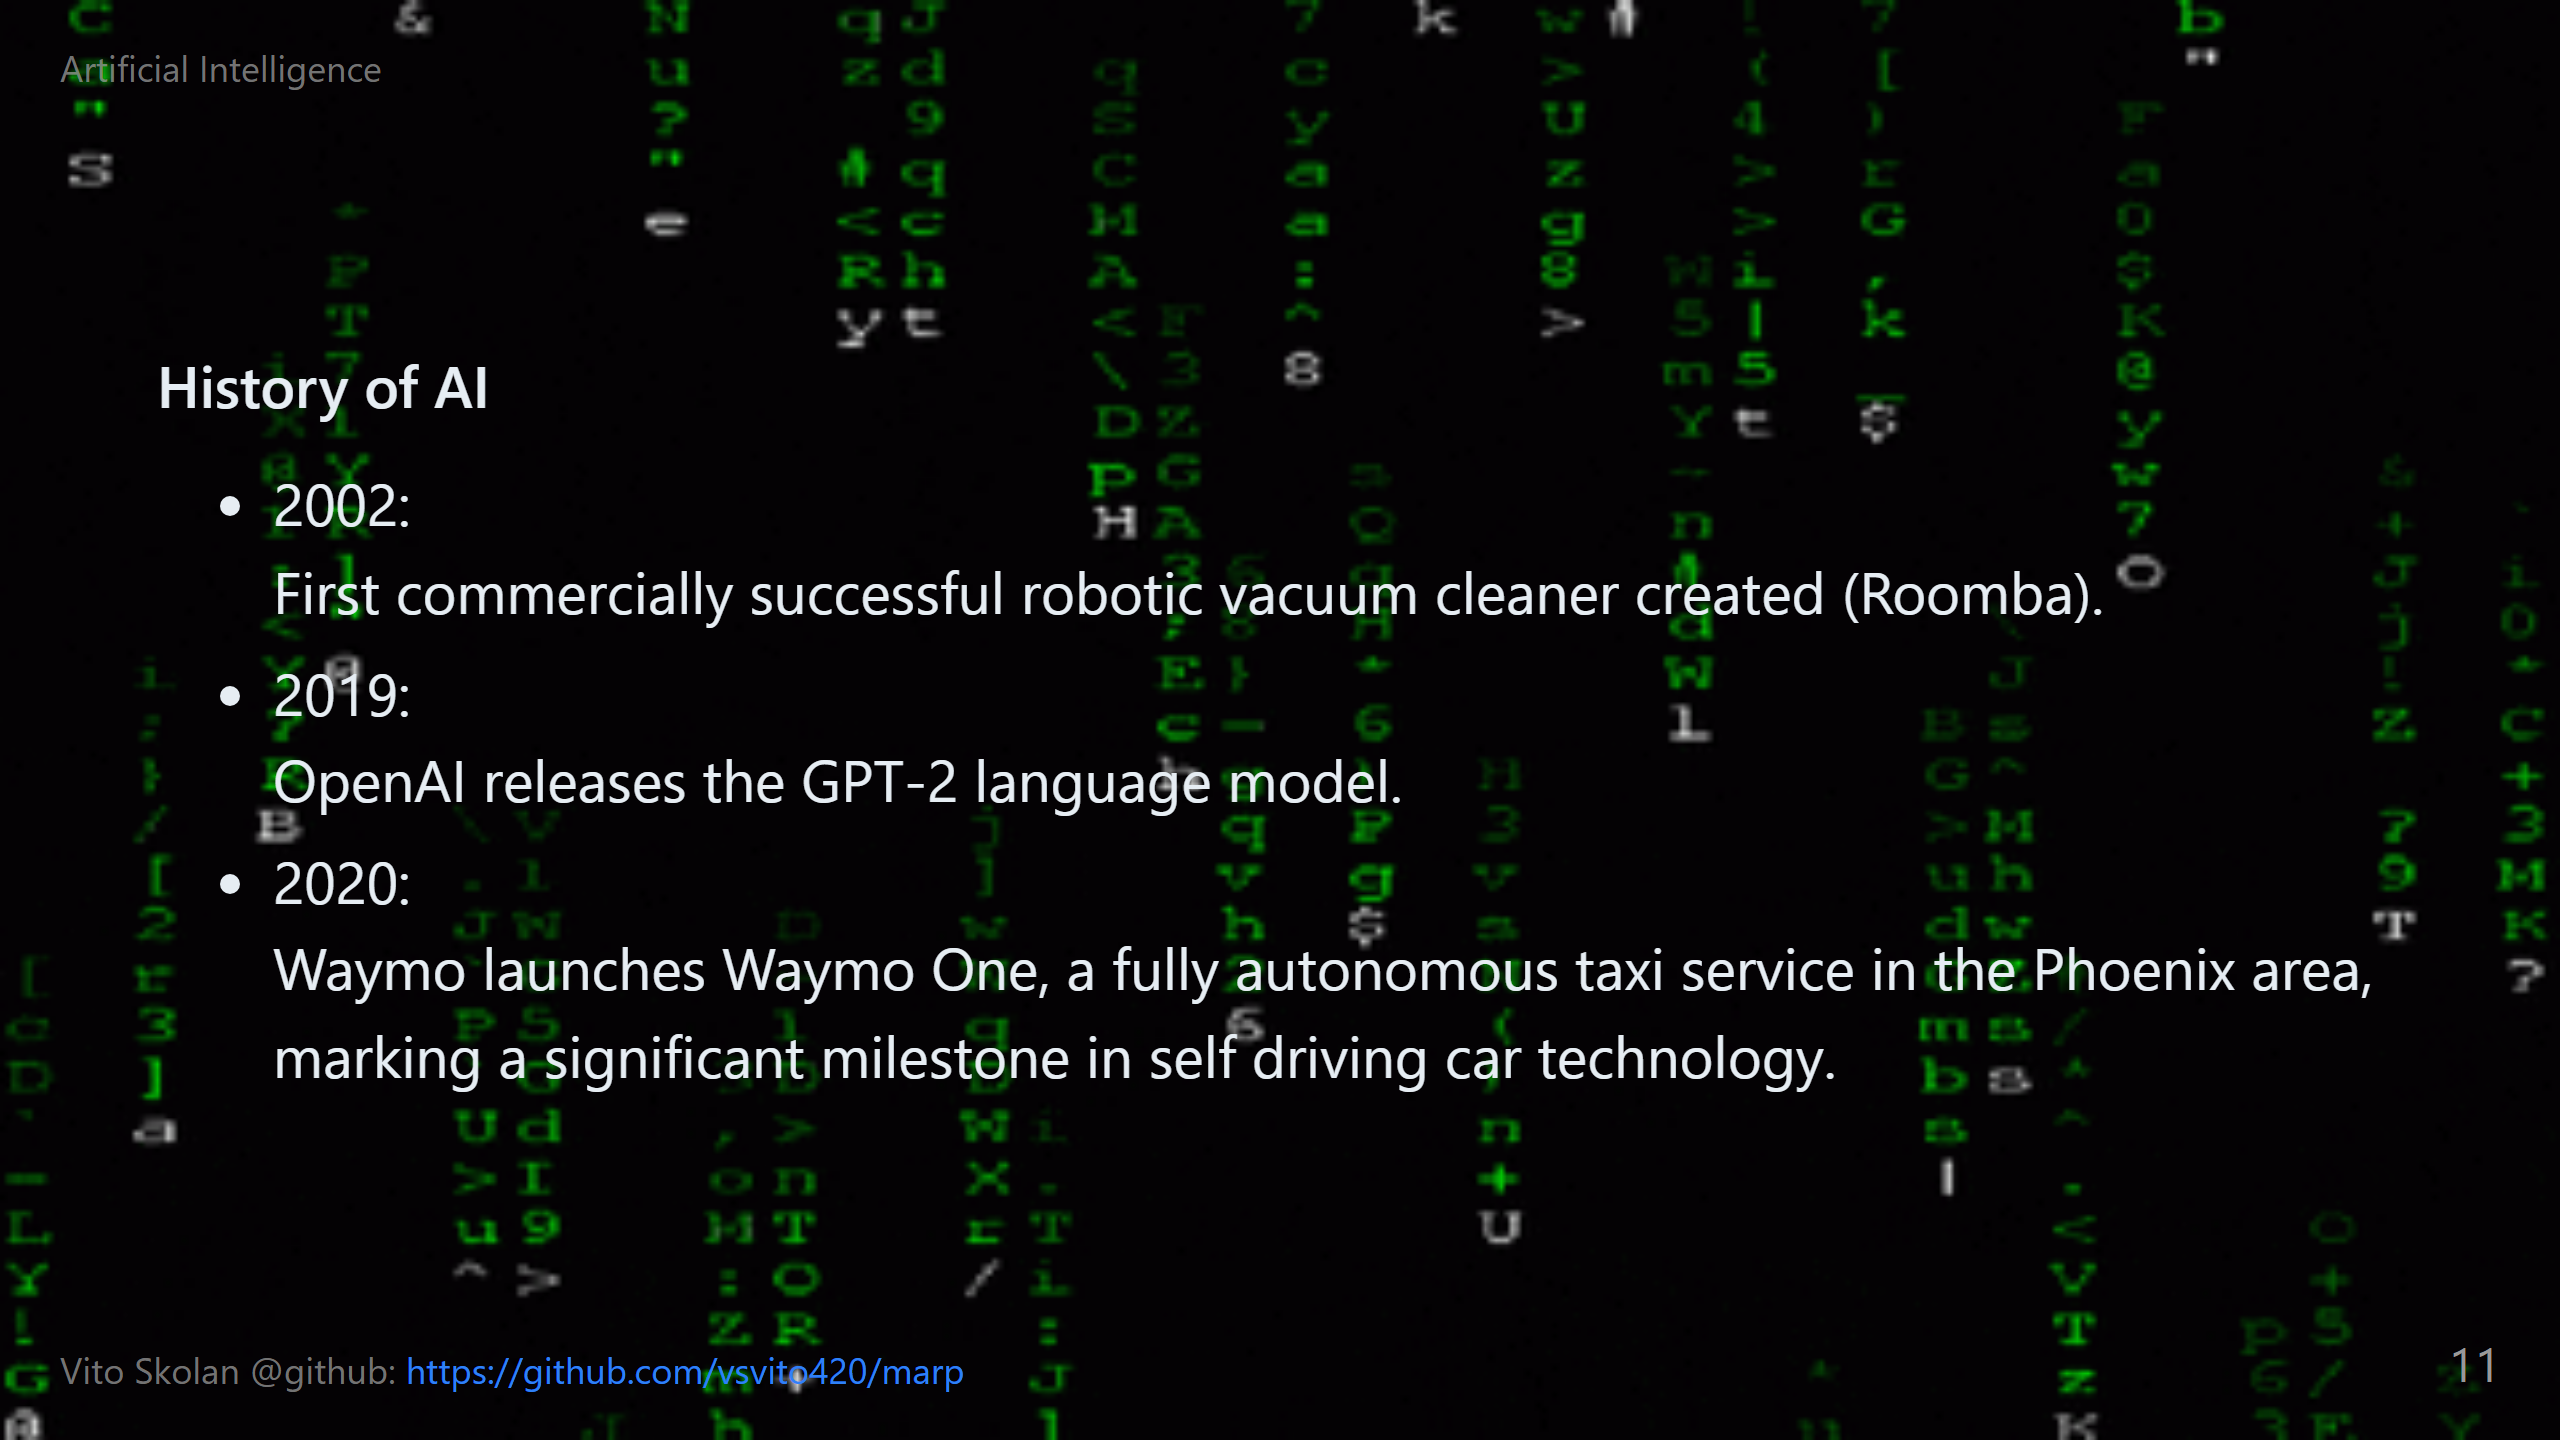 Artificial Intelligence
History of AI
• 2002:
First commercially successful robotic vacuum cleaner created (Roomba).
• 2019:
OpenAI releases the GPT-2 language model.
• 2020:
Waymo launches Waymo One, a fully autonomous taxi service in the Phoenix area,
marking a significant milestone in self driving car technology.
Vito Skolan @github: https://github.com/vsvito420/marp
11